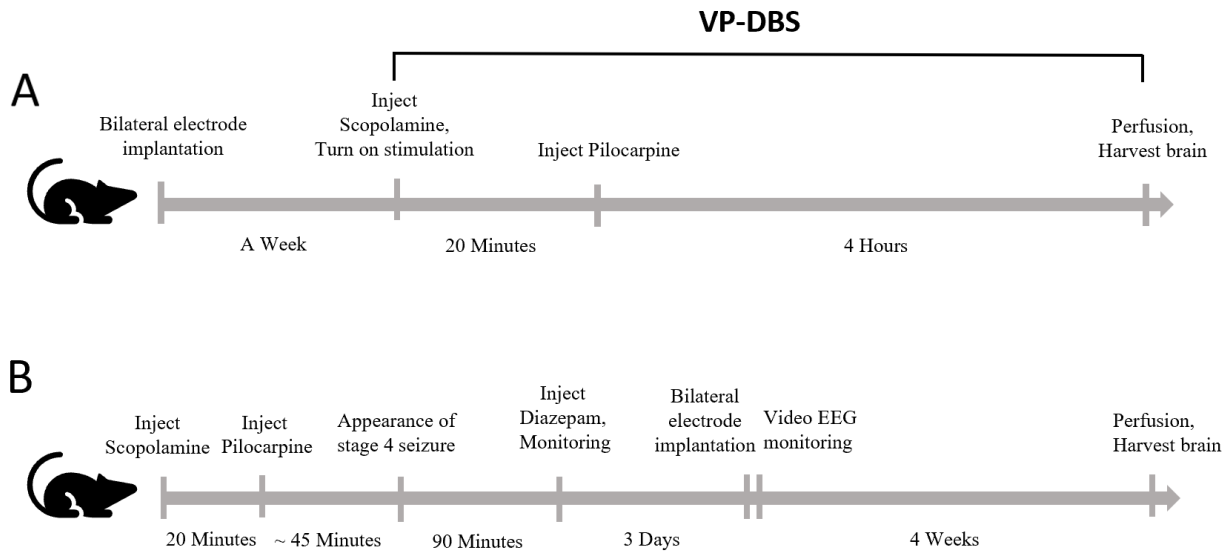 VP-DBS
A
Bilateral electrode
implantation
Inject
Scopolamine,
Turn on stimulation
Inject Pilocarpine
Perfusion,
Harvest brain
A Week
20 Minutes
4 Hours
B
Inject
Scopolamine
Inject
Pilocarpine
Appearance of
stage 4 seizure
Inject
Diazepam,
Monitoring
Bilateral
electrode
implantation
Video EEG
monitoring
Perfusion,
Harvest brain
20 Minutes
~ 45 Minutes
90 Minutes
3 Days
4 Weeks